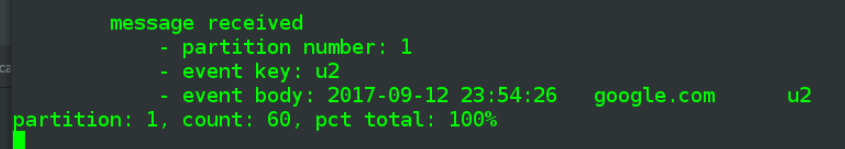 message received
- partition number: 1
- event key: u2
- event body: 2017-09-12 23:54:26 google.com u2
partition: 1, count: 60, pct total: 100%